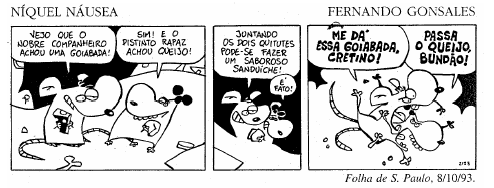 NÍQUEL NÁUSEA
FERNANDO GONSALES
VEJO QUE O
NOBRE COMPANHEIRO
ACHOU UMA GOIABADA!
SIM! E O
DISTINTO RAPAZ
ACHOU QUEIJO!
JUNTANDO
OS DOIS QUITUTES
PODE-SE FAZER
UM SABOROSO
SANDUÍCHE!
É
FATO!
ME DÁ
ESSA GOIABADA,
CRETINO!
PASSA
O QUEIJO,
BUNDÃO!
Folha de S. Paulo, 8/10/93.